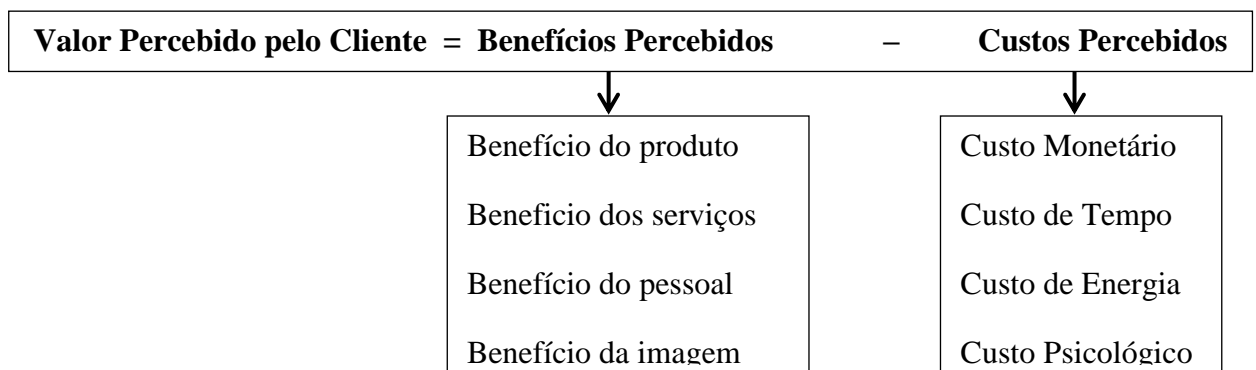 Valor Percebido pelo Cliente = Benefícios Percebidos – Custos Percebidos
Benefício do produto
Beneficio dos serviços
Benefício do pessoal
Benefício da imagem
Custo Monetário
Custo de Tempo
Custo de Energia
Custo Psicológico